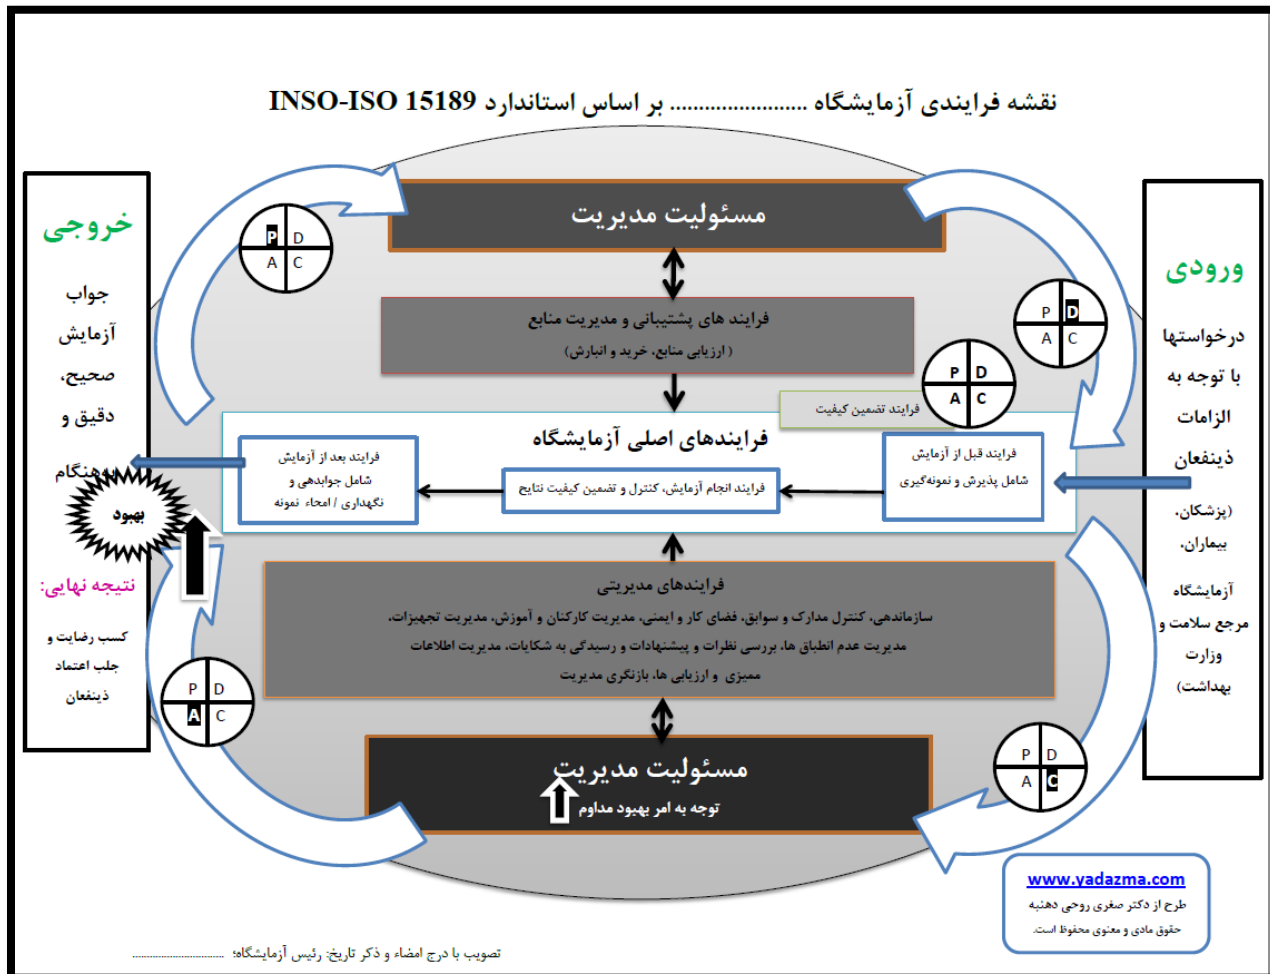 نقشه فرایندی آزمایشگاه ........................ بر اساس استاندارد INSO-ISO 15189
ورودی
درخواستها
با توجه به
الزامات
ذینفعان
(پزشکان،
بیماران،
آزمایشگاه
مرجع سلامت و
وزارت
بهداشت)
مسئولیت مدیریت
P D
A C
P D
A C
فرایند های پشتیبانی و مدیریت منابع
( ارزیابی منابع، خرید و انبارش)
P D
A C
فرایند تضمین کیفیت
فرایندهای اصلی آزمایشگاه
فرایند قبل از آزمایش
شامل پذیرش و نمونه‌گیری
فرایند انجام آزمایش، کنترل و تضمین کیفیت نتایج
فرایند بعد از آزمایش
شامل جوابدهی و
نگهداری / امحاء نمونه
فرایندهای مدیریتی
سازماندهی، کنترل مدارک و سوابق، فضای کار و ایمنی، مدیریت کارکنان و آموزش، مدیریت تجهیزات،
مدیریت عدم انطباق ها، بررسی نظرات و پیشنهادات و رسیدگی به شکایات، مدیریت اطلاعات
ممیزی و ارزیابی ها، بازنگری مدیریت
P D
A C
P D
A C
مسئولیت مدیریت
توجه به امر بهبود مداوم
خروجی
جواب
آزمایش
صحیح،
دقیق و
بهبود
نتیجه نهایی:
کسب رضایت و
جلب اعتماد
ذینفعان
www.yadazma.com
طرح از دکتر صغری روحی دهنبه
حقوق مادی و معنوی محفوظ است.
تصویب با درج امضاء و ذکر تاریخ: رئیس آزمایشگاه؛ ..............................